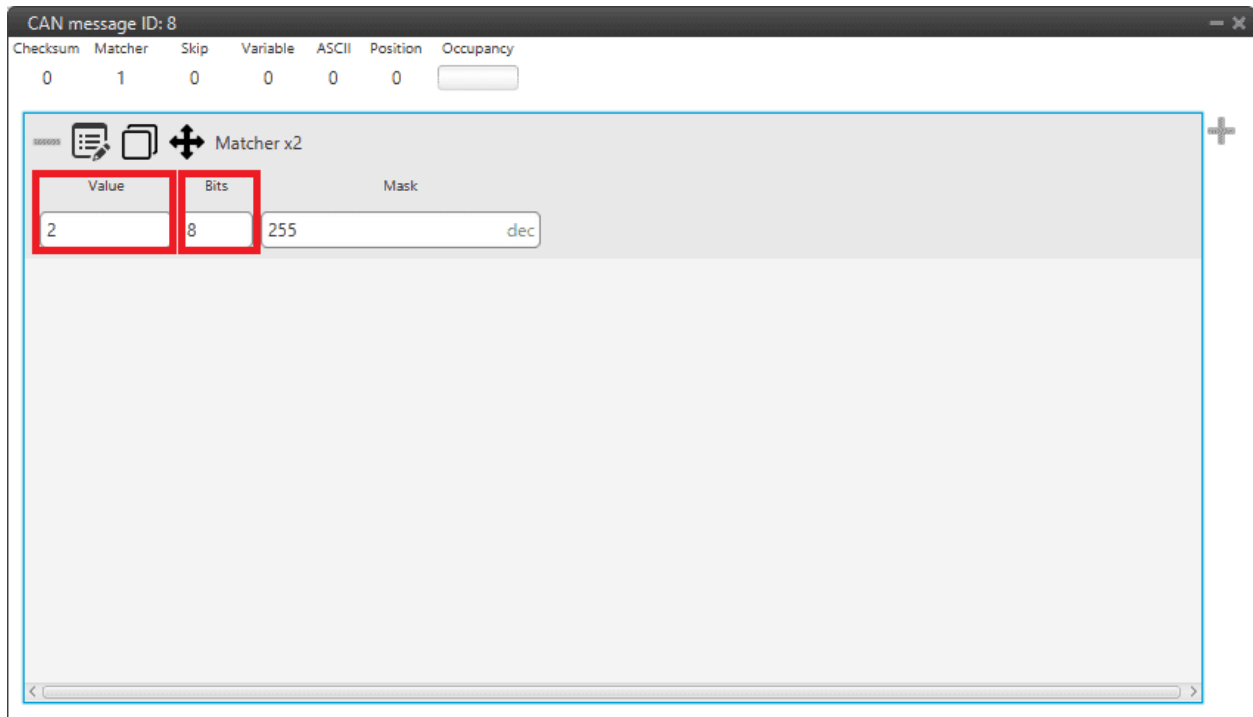 CAN message ID: 8
Checksum Matcher Skip Variable ASCII Position Occupancy
0 1 0 0 0 0
Matcher x2
Value Bits Mask
2 8 255 dec